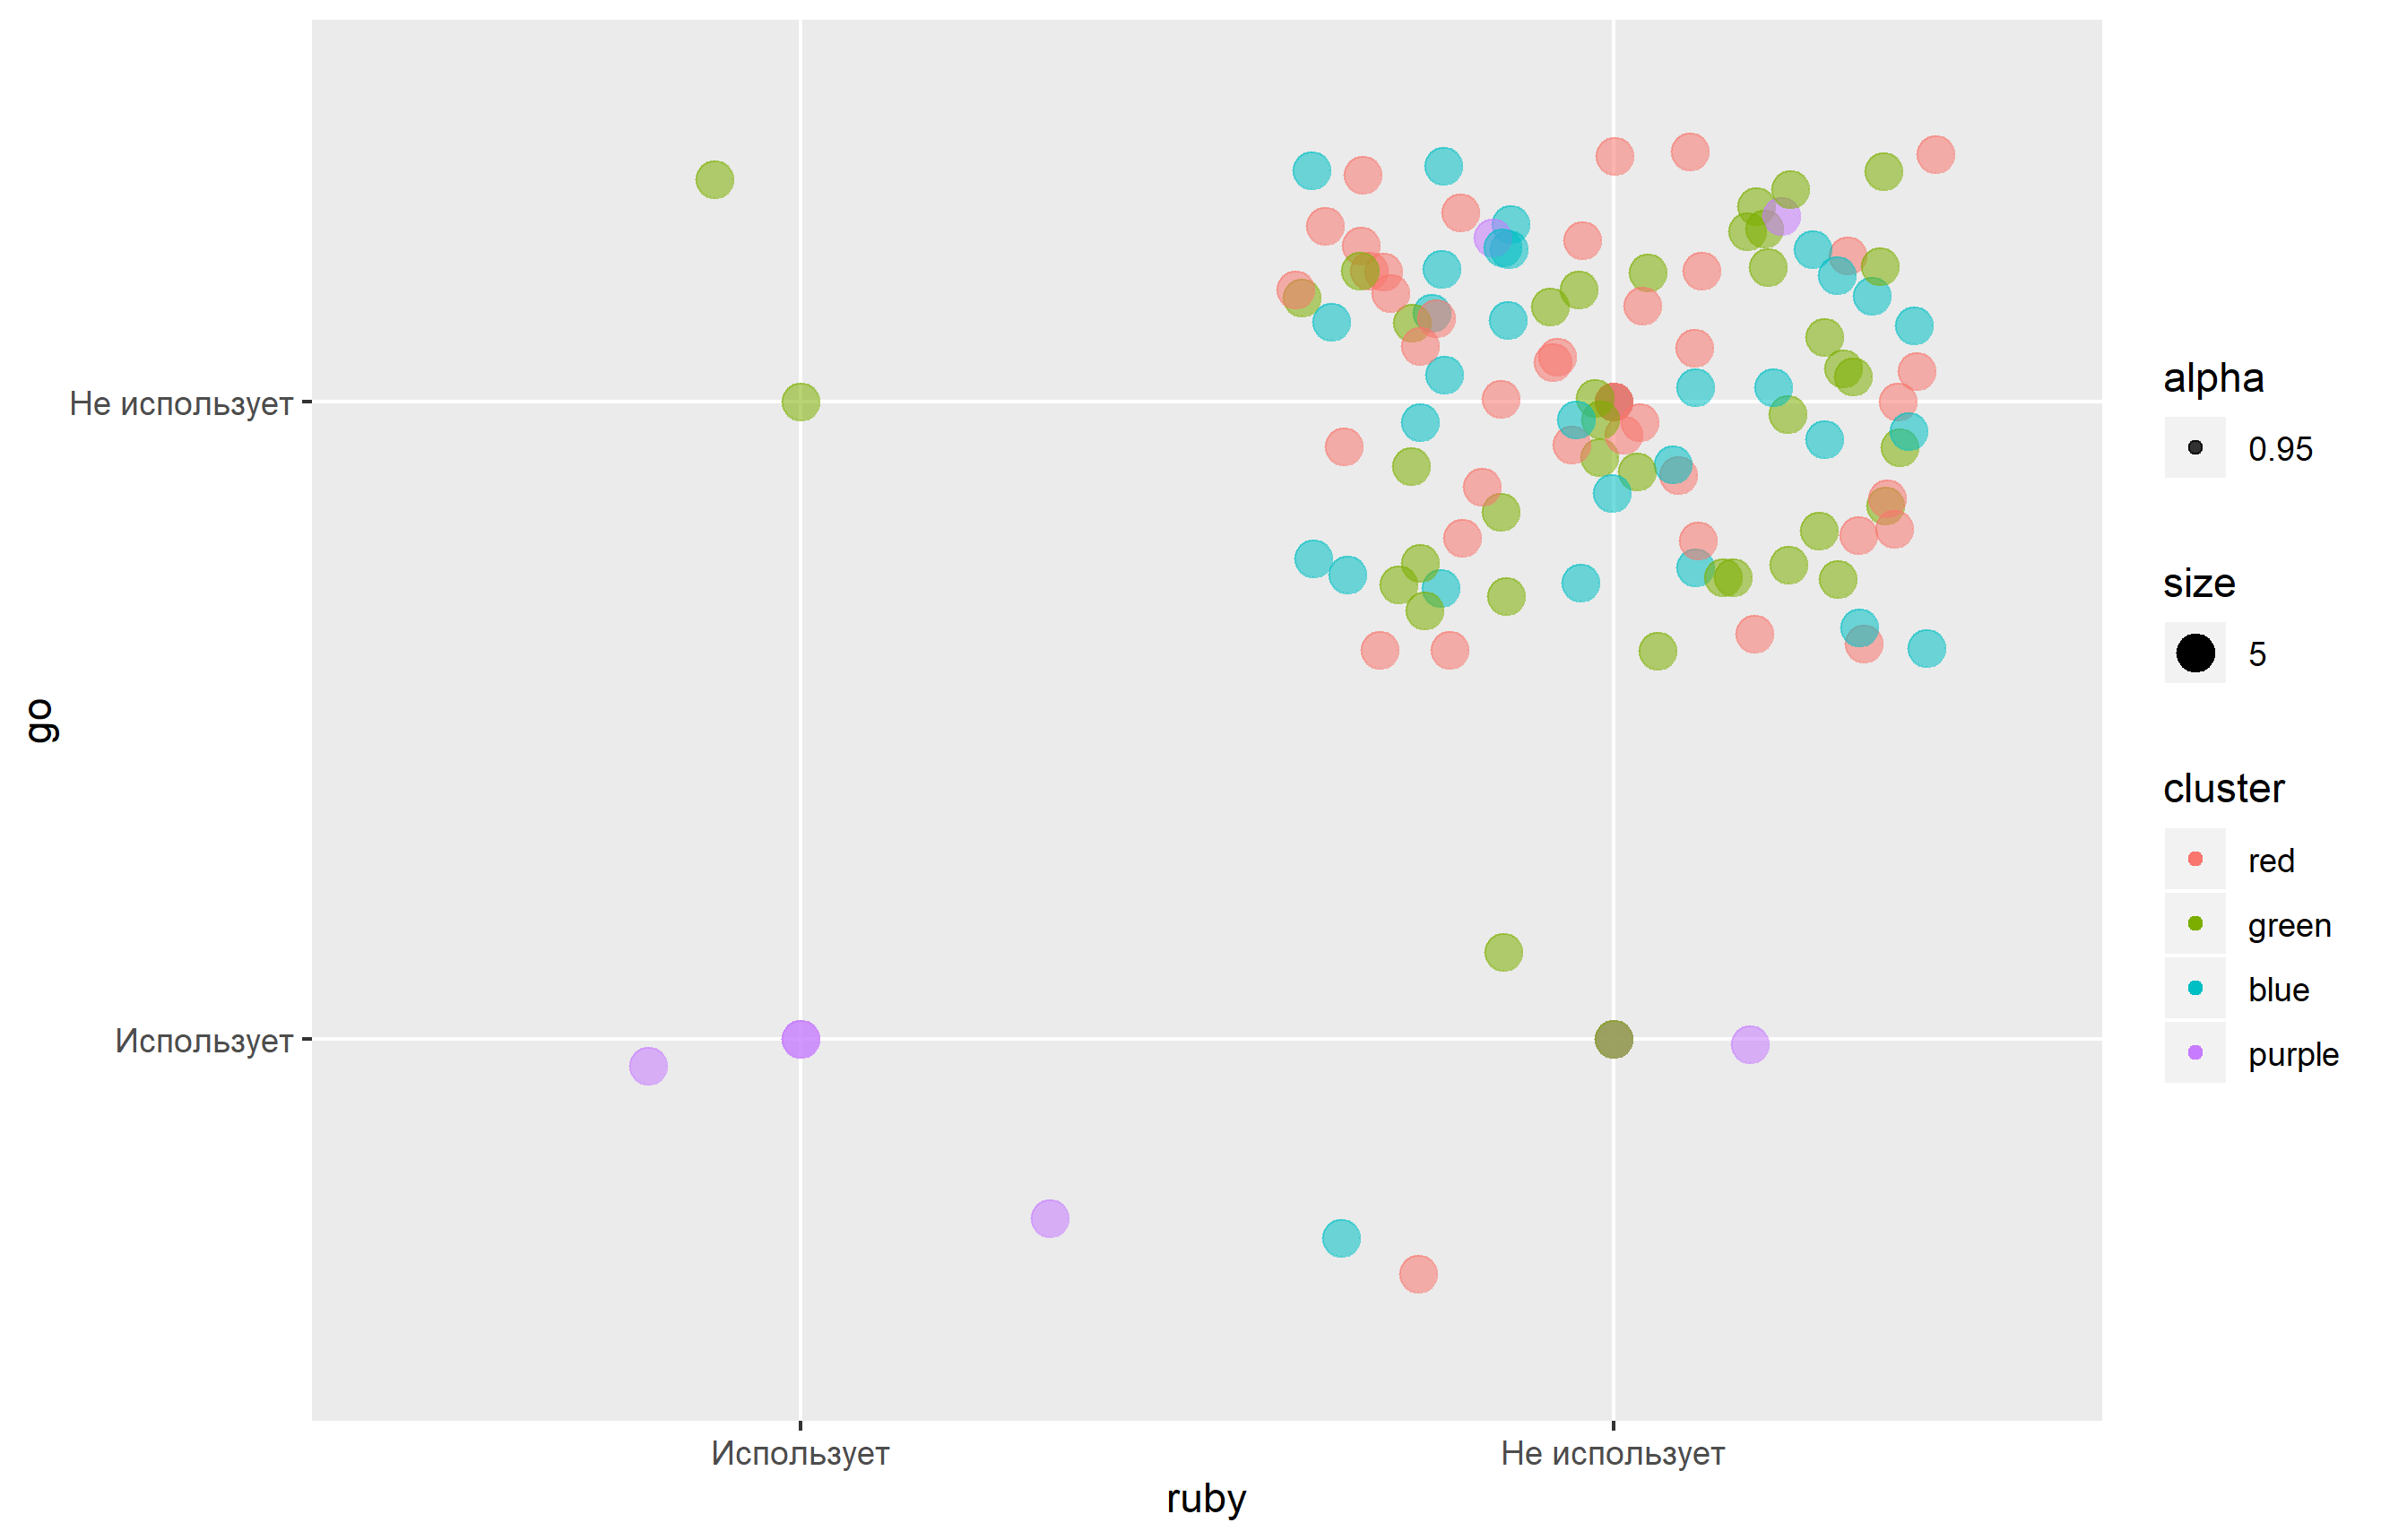 go
Не использует
Использует
Использует
Не использует
ruby
alpha
0.95
size
5
cluster
red
green
blue
purple